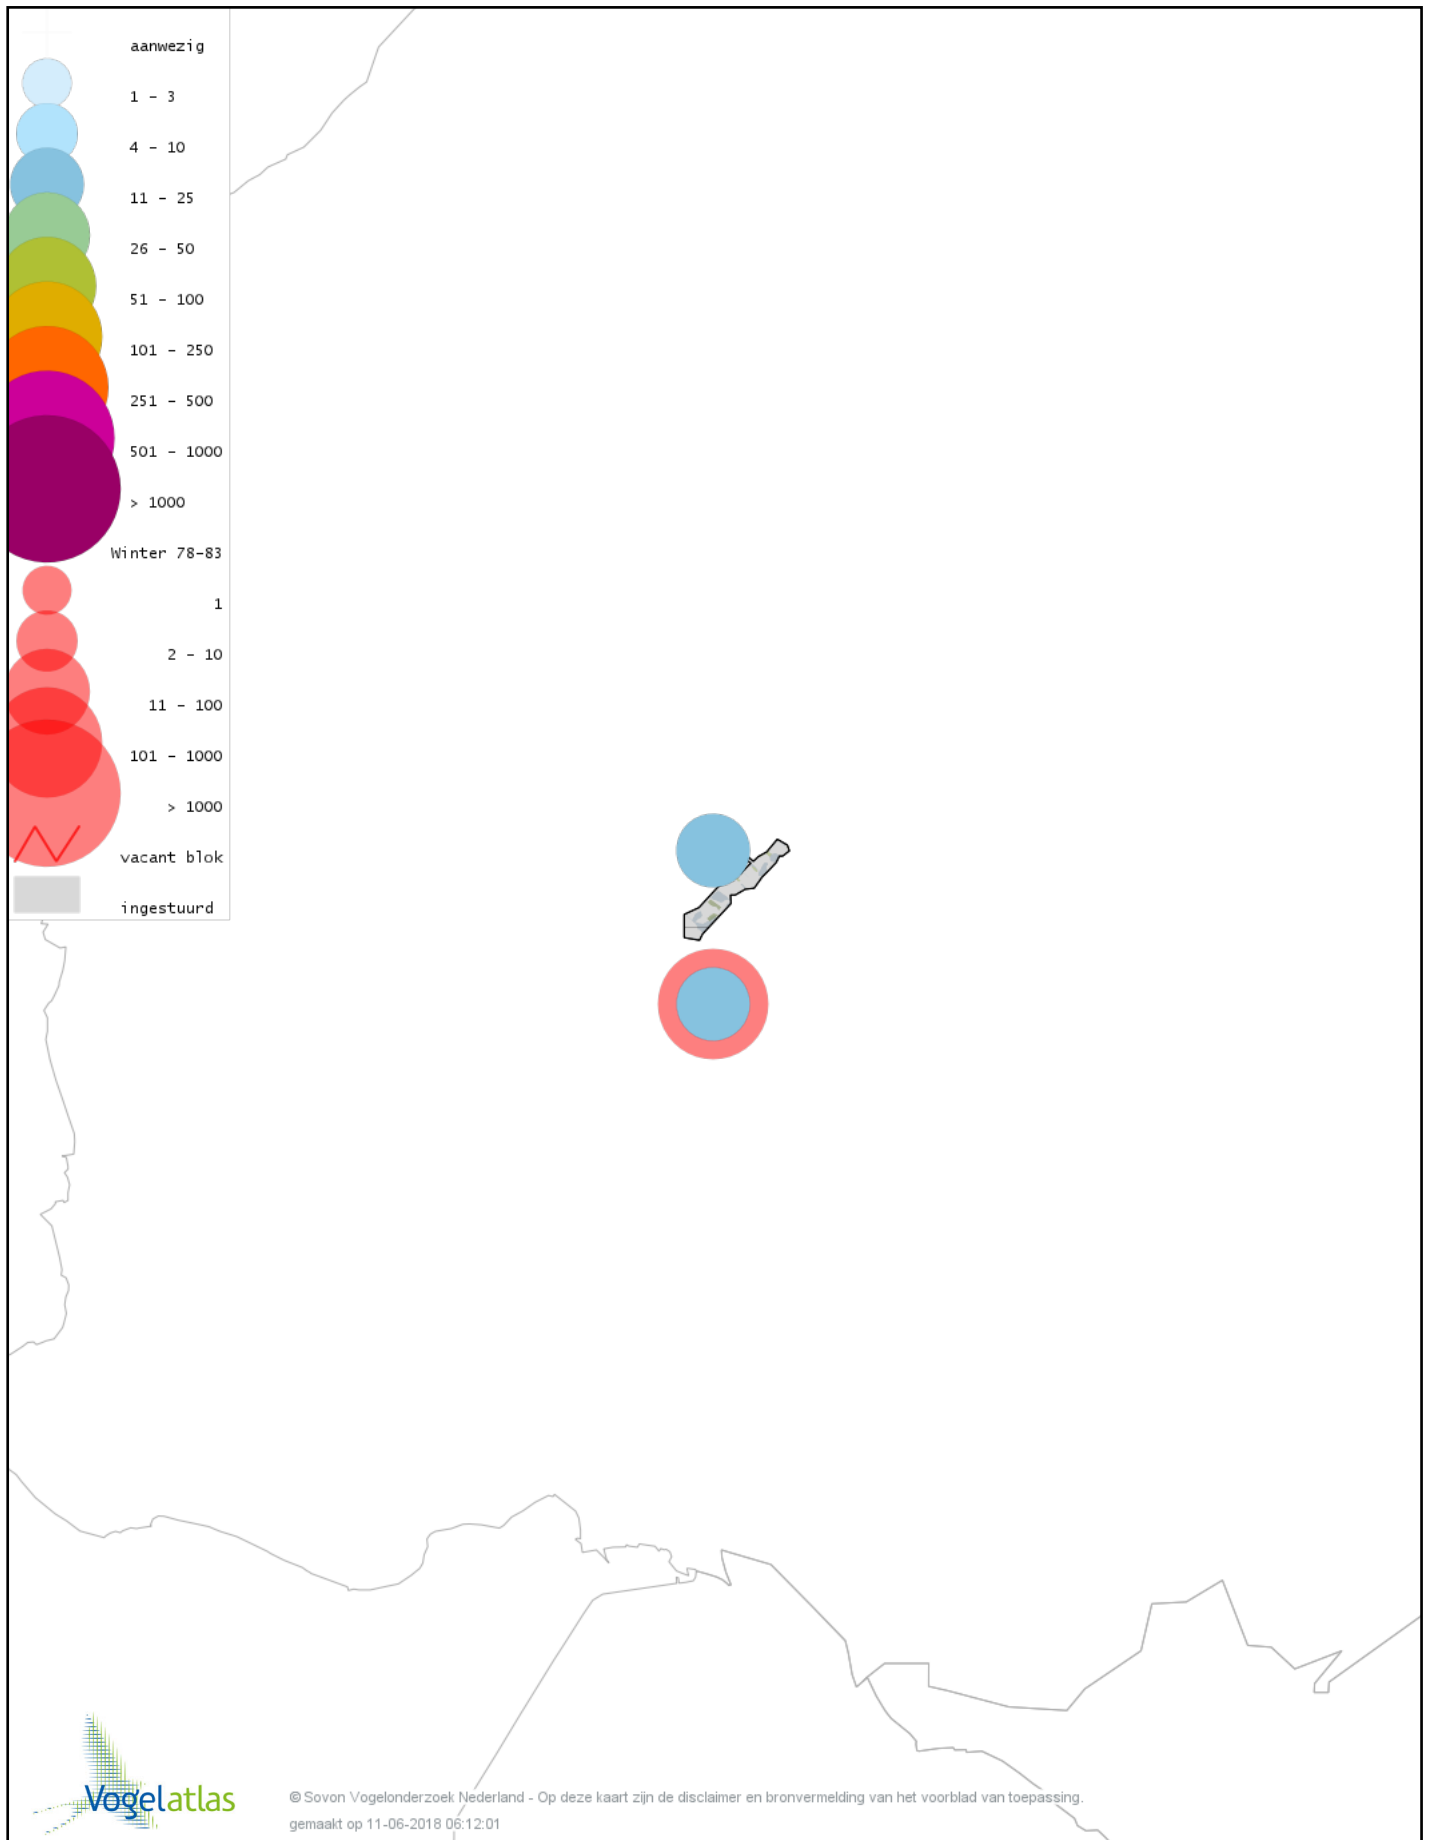 aanwezig
1 - 3
4 - 10
11 - 25
26 - 50
51 - 100
101 - 250
251 - 500
501 - 1000
> 1000
Winter 78-83
1
2 - 10
11 - 100
101 - 1000
> 1000
vacant blok
ingestuurd
Vogelatlas
© Sovon Vogelonderzoek Nederland - Op deze kaart zijn de disclaimer en bronvermelding van het voorblad van toepassing.
gemaakt op 11-06-2018 06:12:01